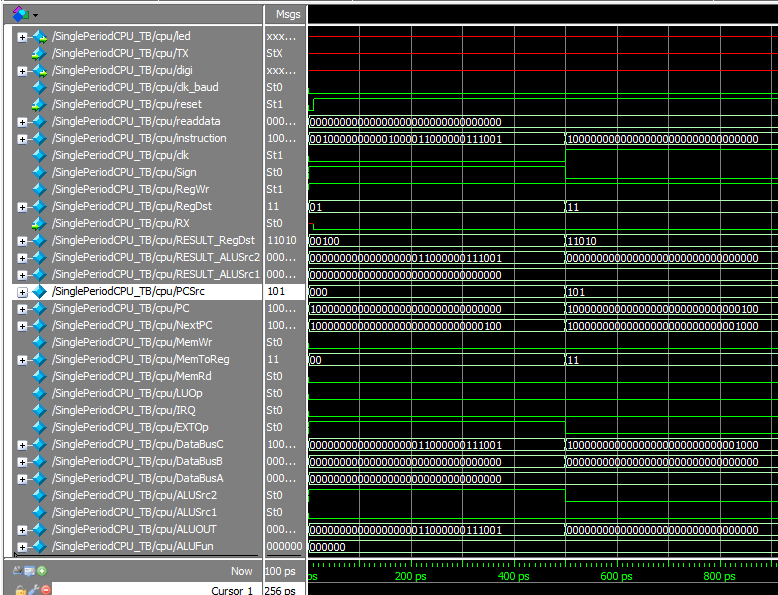 Msgs
/SinglePeriodCPU_TB/cpu/led xxx...
/SinglePeriodCPU_TB/cpu/TX StX
/SinglePeriodCPU_TB/cpu/digi xxx...
/SinglePeriodCPU_TB/cpu/clk_baud St0
/SinglePeriodCPU_TB/cpu/reset St1
/SinglePeriodCPU_TB/cpu/readdata 000... 00000000000000000000000000000000
/SinglePeriodCPU_TB/cpu/instruction 100... 00100000000001000011000000111001 10000000000000000000000000000000
/SinglePeriodCPU_TB/cpu/clk St1
/SinglePeriodCPU_TB/cpu/Sign St0
/SinglePeriodCPU_TB/cpu/RegWr St1
/SinglePeriodCPU_TB/cpu/RegDst 11 01 11
/SinglePeriodCPU_TB/cpu/RX St0
/SinglePeriodCPU_TB/cpu/RESULT_RegDst 11010 00100 11010
/SinglePeriodCPU_TB/cpu/RESULT_ALUSrc2 000... 00000000000000000011000000111001 00000000000000000000000000000000
/SinglePeriodCPU_TB/cpu/RESULT_ALUSrc1 000... 00000000000000000000000000000000
/SinglePeriodCPU_TB/cpu/PCSrc 101 000 101
/SinglePeriodCPU_TB/cpu/PC 100... 10000000000000000000000000000000 10000000000000000000000000000100
/SinglePeriodCPU_TB/cpu/NextPC 100... 10000000000000000000000000000100 10000000000000000000000000001000
/SinglePeriodCPU_TB/cpu/MemWr St0
/SinglePeriodCPU_TB/cpu/MemToReg 11 00 11
/SinglePeriodCPU_TB/cpu/MemRd St0
/SinglePeriodCPU_TB/cpu/LUOp St0
/SinglePeriodCPU_TB/cpu/IRQ St0
/SinglePeriodCPU_TB/cpu/EXTOp St0
/SinglePeriodCPU_TB/cpu/DataBusC 100... 00000000000000000011000000111001 10000000000000000000000000001000
/SinglePeriodCPU_TB/cpu/DataBusB 000... 00000000000000000000000000000000 00000000000000000000000000000000
/SinglePeriodCPU_TB/cpu/DataBusA 000... 00000000000000000000000000000000
/SinglePeriodCPU_TB/cpu/ALUSrc2 St0
/SinglePeriodCPU_TB/cpu/ALUSrc1 St0
/SinglePeriodCPU_TB/cpu/ALUOUT 000... 00000000000000000011000000111001 00000000000000000000000000000000
/SinglePeriodCPU_TB/cpu/ALUFun 000000 000000
Now 100 ps ps 200 ps 400 ps 600 ps 800 ps
Cursor 1 256 ps